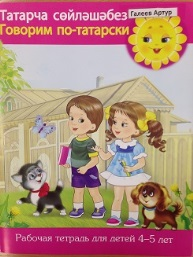 Татарча сөйләшәбез
Галеев Артур
Говорим по-татарски
Рабочая тетрадь для детей 4–5 лет